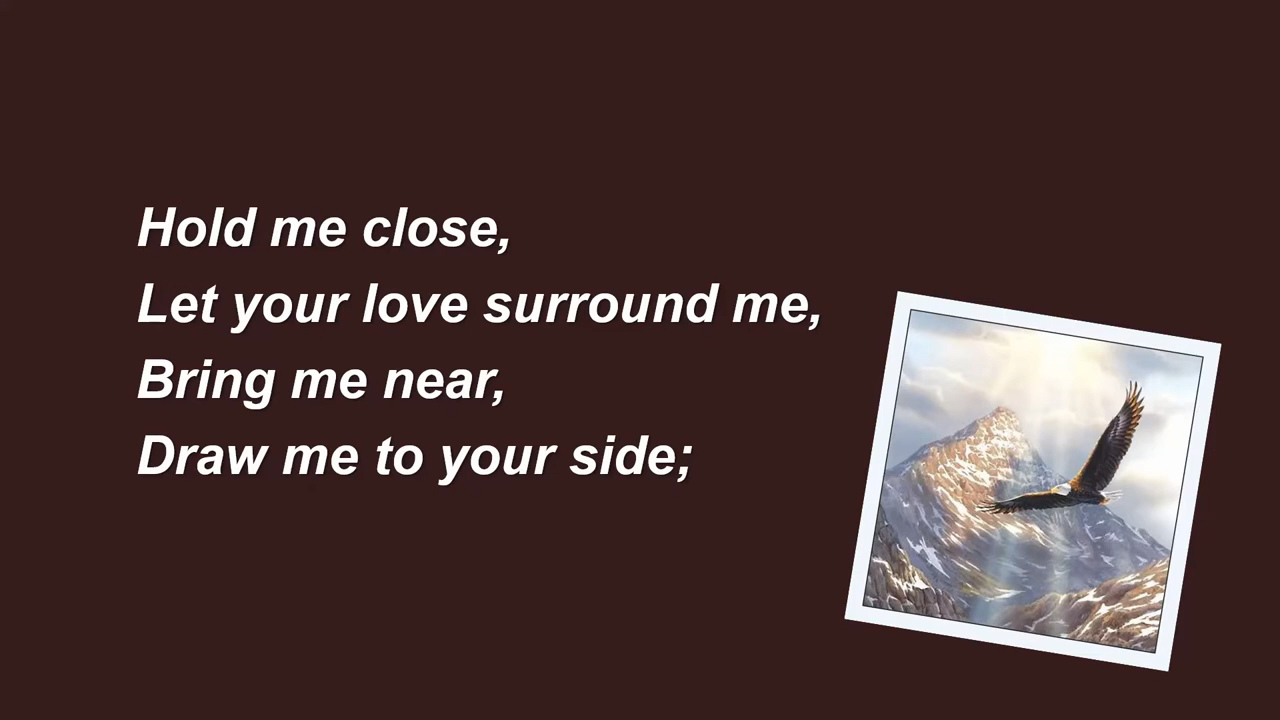 Hold me close,
Let your love surround me,
Bring me near,
Draw me to your side;